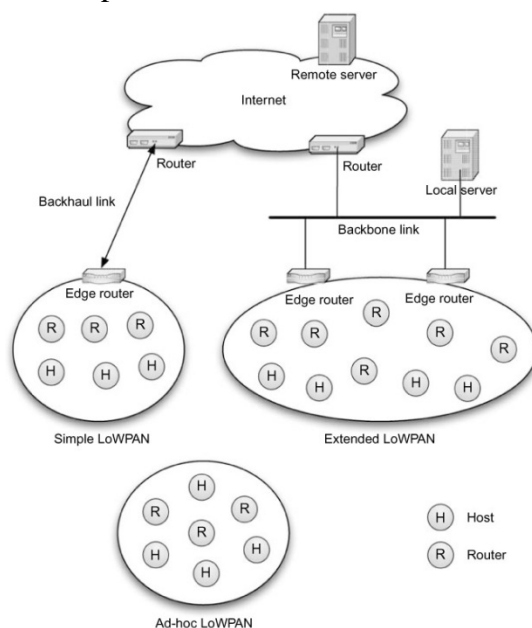 Remote server
Internet
Router
Router
Local server
Backhaul link
Backbone link
Edge router
Edge router
Edge router
R R R
H H H
R
R R R
R
H H R H H
Simple LoWPAN
Extended LoWPAN
H
R R
R
H H
H
H Host
R Router
Ad-hoc LoWPAN